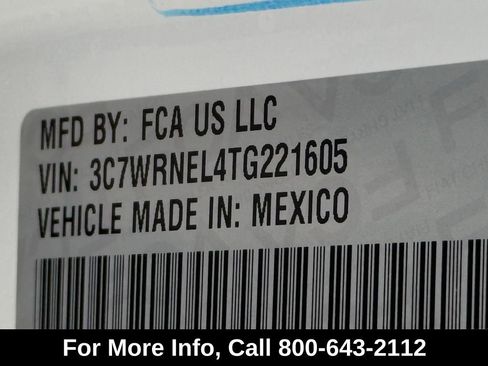 MFD BY: FCA US LLC
VIN: 3C7WRNEL4TG221605
VEHICLE MADE IN: MEXICO
For More Info, Call 800-643-2112